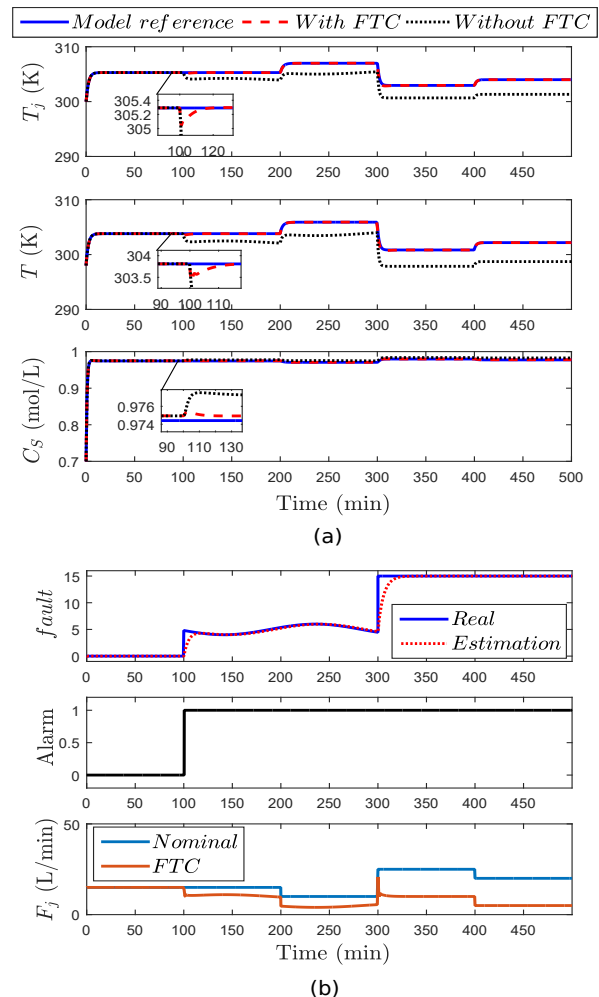 Model reference With FTC Without FTC
T_j (K)
310
300
290
305.4
305.2
305
100 120
0 50 100 150 200 250 300 350 400 450 500
T (K)
310
300
290
304
303.5
90 100 110
0 50 100 150 200 250 300 350 400 450 500
C_S (mol/L)
1
0.9
0.8
0.7
0.976
0.974
90 110 130
0 50 100 150 200 250 300 350 400 450 500
Time (min)
(a)
fault
15
10
5
0
Real
Estimation
0 50 100 150 200 250 300 350 400 450
Alarm
1
0.5
0
0 50 100 150 200 250 300 350 400 450
F_j (L/min)
50
0
Nominal
FTC
0 50 100 150 200 250 300 350 400 450
Time (min)
(b)